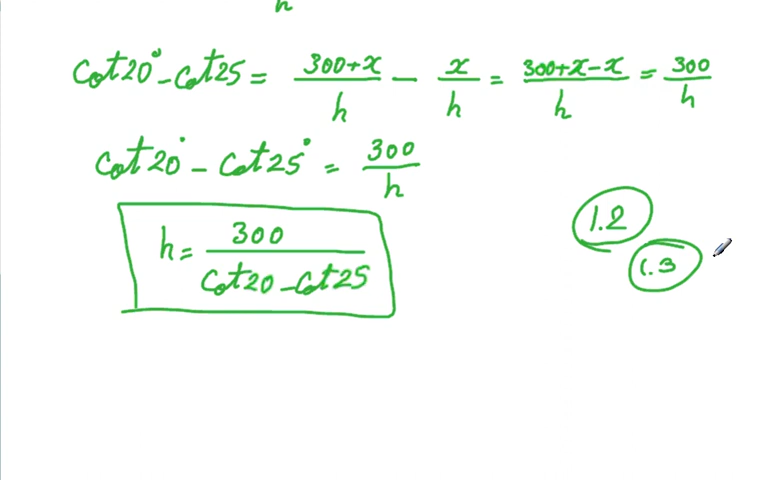 h
cot20° - cot25 = (300+x)/h - x/h = (300+x-x)/h = 300/h
cot20° - cot25° = 300/h
h = 300/(cot20 - cot25)
1.2
1.3